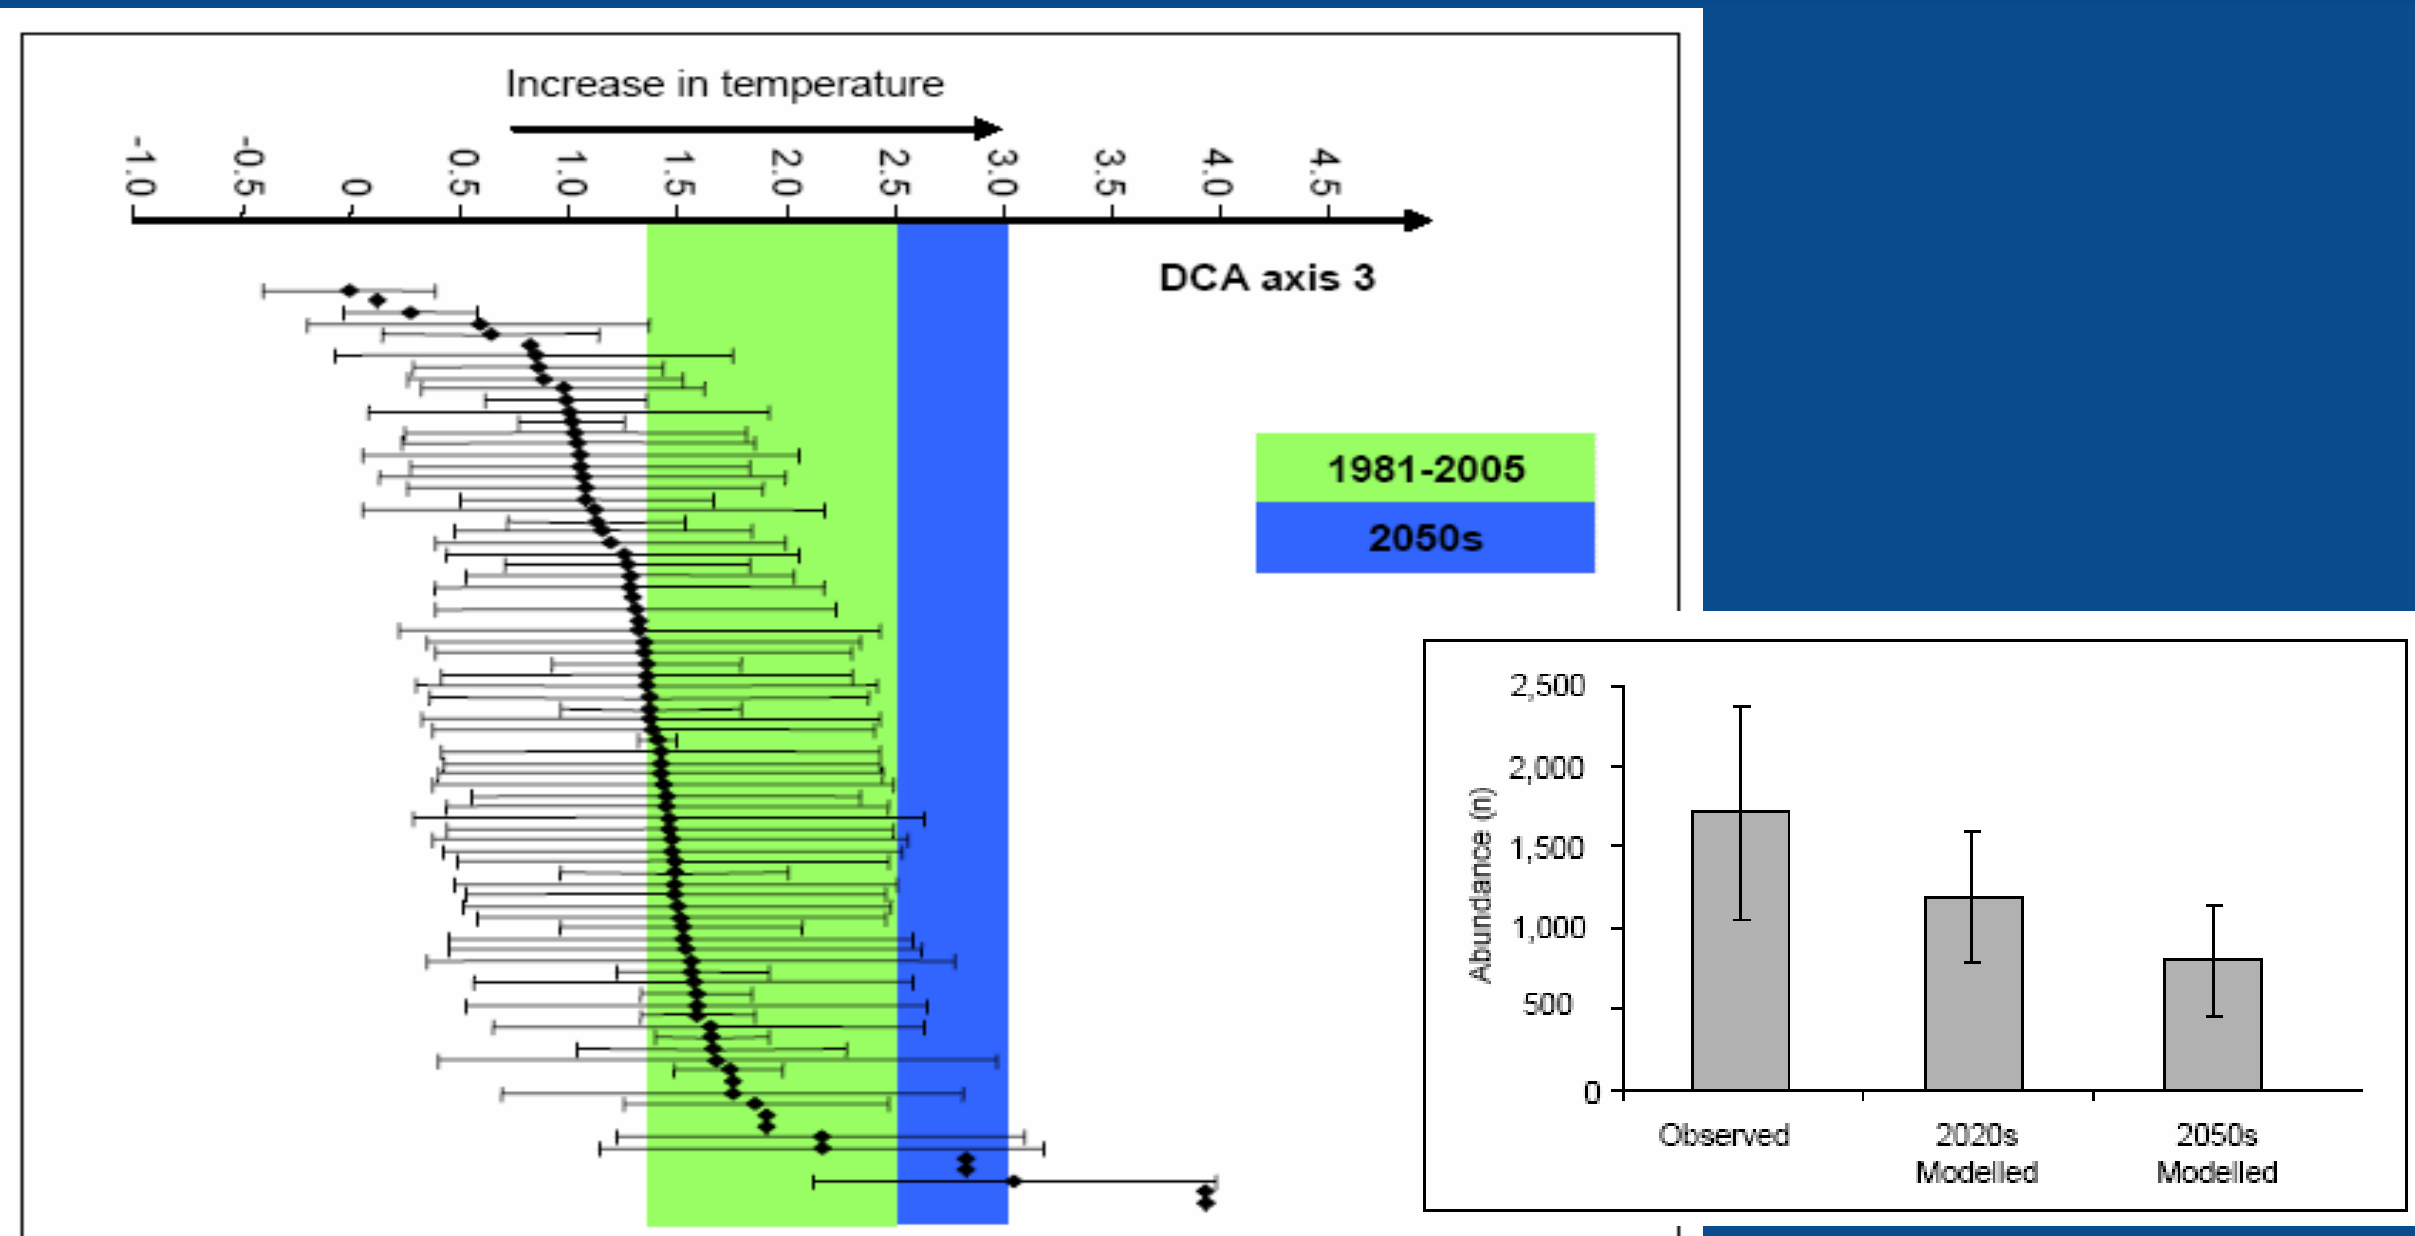 Increase in temperature
-1.0 -0.5 0 0.5 1.0 1.5 2.0 2.5 3.0 3.5 4.0 4.5
DCA axis 3
1981-2005
2050s
2,500
2,000
1,500
1,000
500
0
Abundance (n)
Observed 2020s 2050s
Modelled Modelled